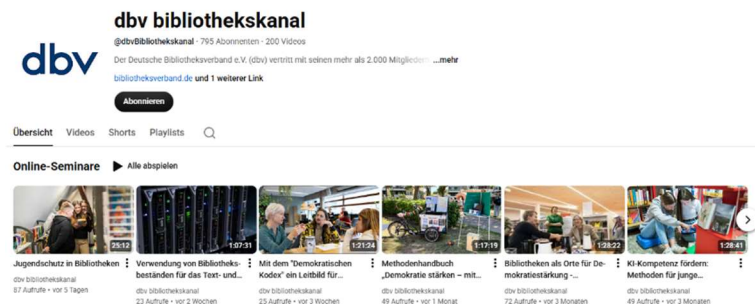 dbv bibliothekskanal
@dbvBibliothekskanal · 795 Abonnenten · 200 Videos
dbv
Der Deutsche Bibliotheksverband e.V. (dbv) vertritt mit seinen mehr als 2.000 Mitgliedern ...mehr
bibliotheksverband.de und 1 weiterer Link
Abonnieren
Übersicht Videos Shorts Playlists
Online-Seminare Alle abspielen
25:12 1:07:31 1:21:24 1:17:19 1:28:22 1:28:41
Jugendschutz in Bibliotheken
dbv bibliothekskanal
87 Aufrufe · vor 5 Tagen
Verwendung von Bibliotheks-
beständen für das Text- und...
dbv bibliothekskanal
23 Aufrufe · vor 2 Wochen
Mit dem "Demokratischen
Kodex" ein Leitbild für...
dbv bibliothekskanal
25 Aufrufe · vor 3 Wochen
Methodenhandbuch
„Demokratie stärken – mit...
dbv bibliothekskanal
49 Aufrufe · vor 1 Monat
Bibliotheken als Orte für De-
mokratiestärkung -...
dbv bibliothekskanal
72 Aufrufe · vor 3 Monaten
KI-Kompetenz fördern:
Methoden für junge...
dbv bibliothekskanal
49 Aufrufe · vor 3 Monaten